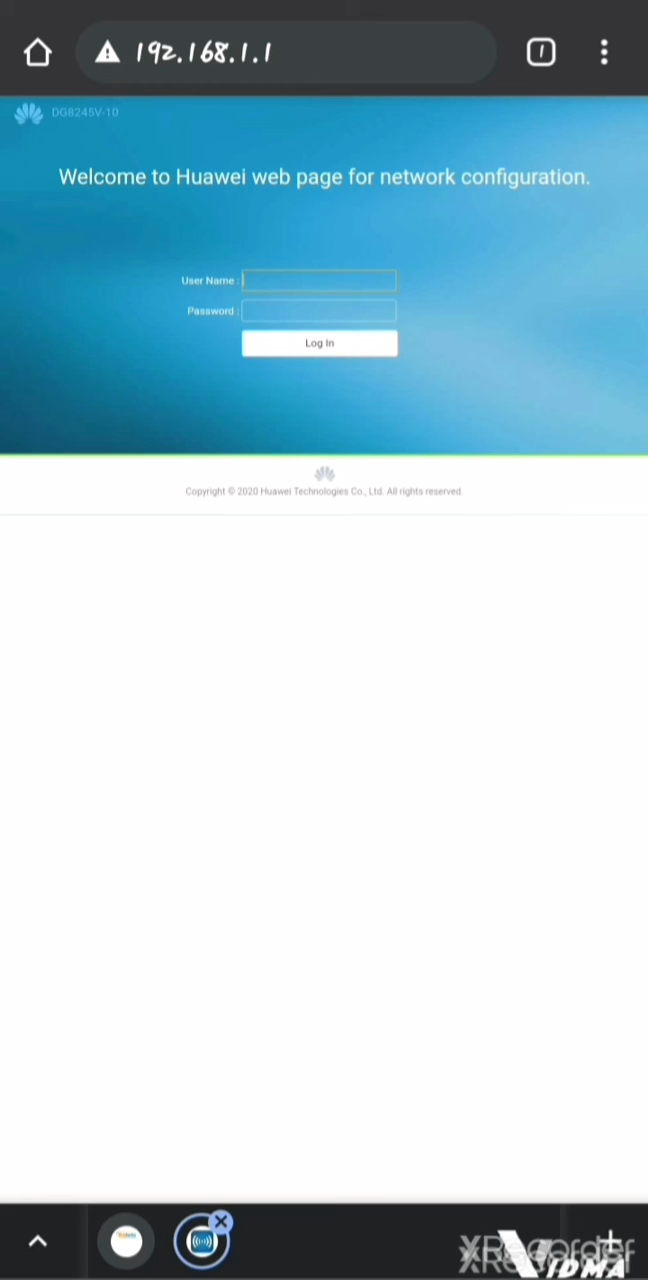 192.168.1.1
DG8245V-10
Welcome to Huawei web page for network configuration.
User Name :
Password :
Log In
Copyright © 2020 Huawei Technologies Co., Ltd. All rights reserved.
XRecorder
VIDMA